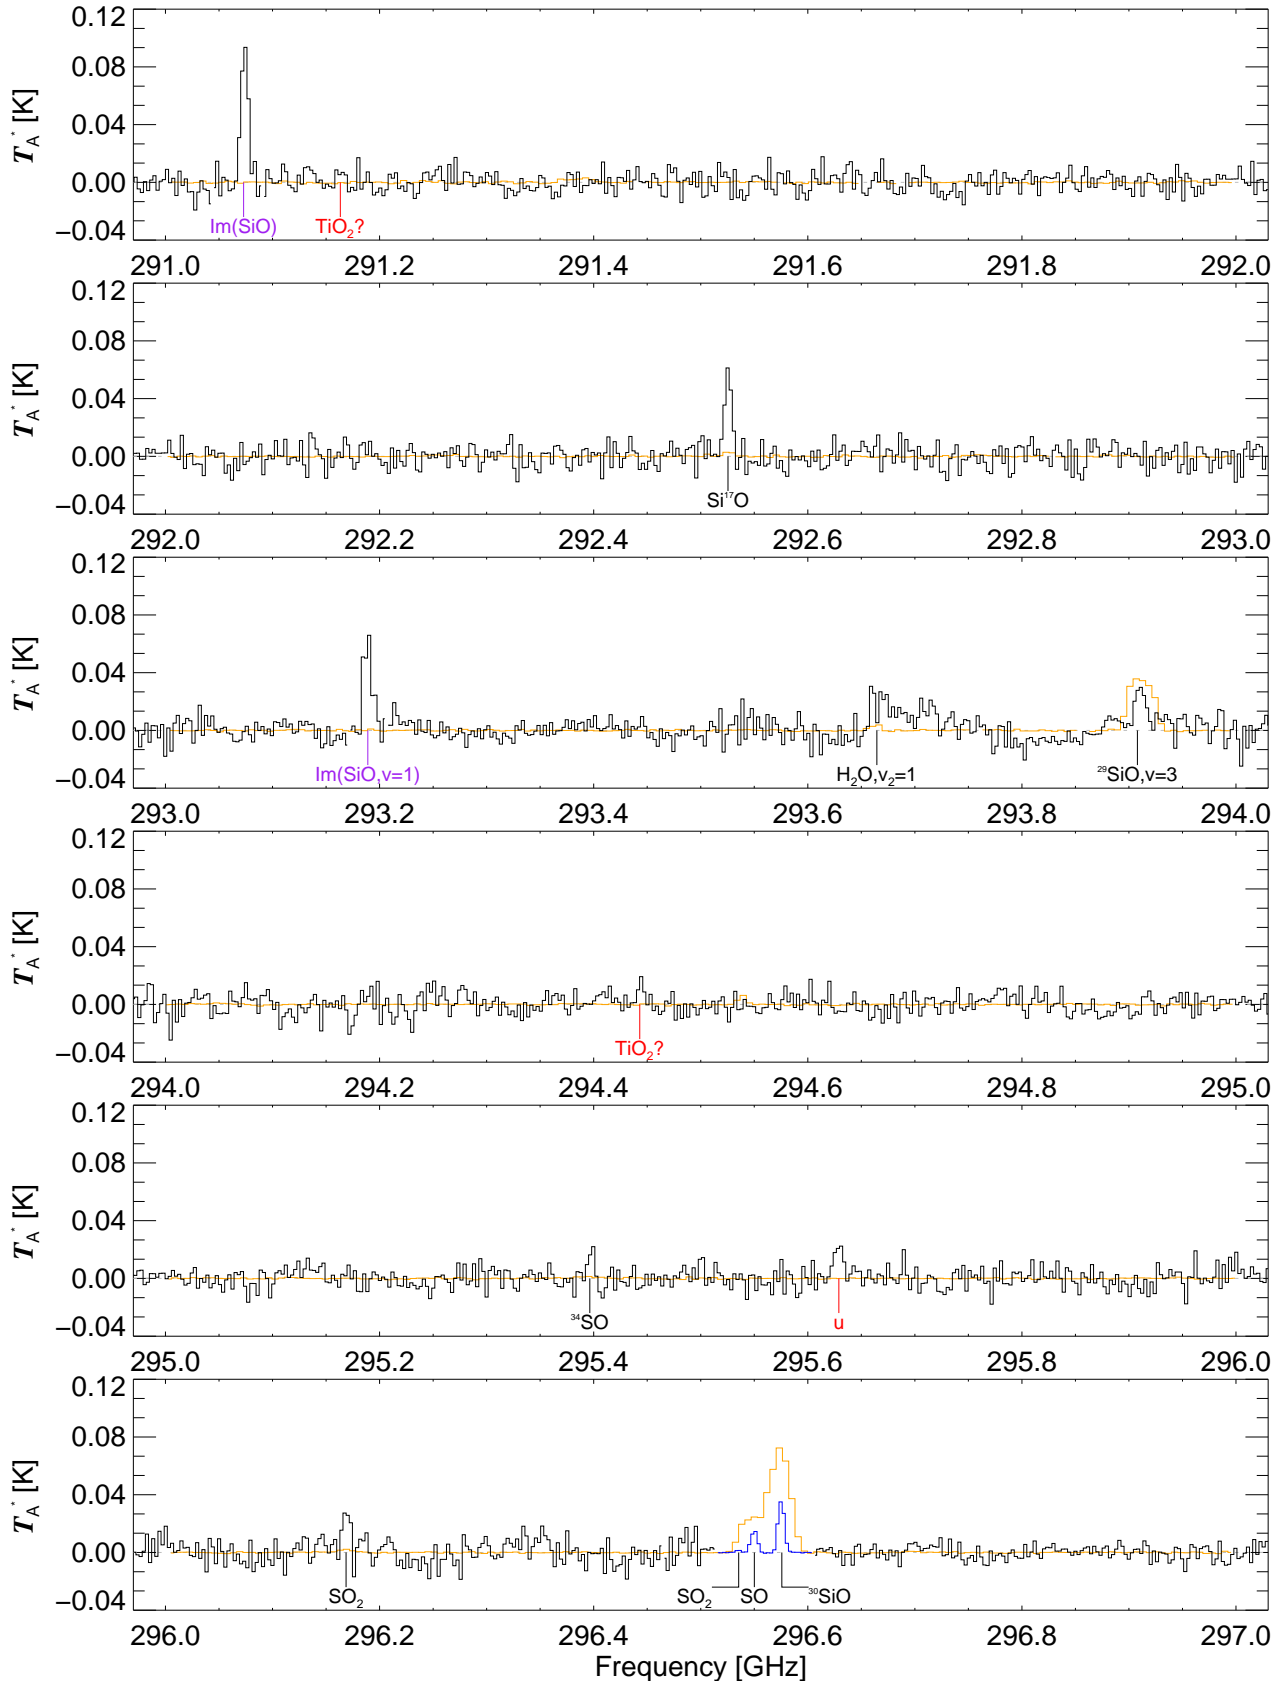 0.12
0.08
0.04
0.00
−0.04
T_A^* [K]
Im(SiO)
TiO₂?
291.0 291.2 291.4 291.6 291.8 292.0
0.12
0.08
0.04
0.00
−0.04
T_A^* [K]
Si¹⁷O
292.0 292.2 292.4 292.6 292.8 293.0
0.12
0.08
0.04
0.00
−0.04
T_A^* [K]
Im(SiO,v=1)
H₂O,v₂=1
²⁹SiO,v=3
293.0 293.2 293.4 293.6 293.8 294.0
0.12
0.08
0.04
0.00
−0.04
T_A^* [K]
TiO₂?
294.0 294.2 294.4 294.6 294.8 295.0
0.12
0.08
0.04
0.00
−0.04
T_A^* [K]
³⁴SO
u
295.0 295.2 295.4 295.6 295.8 296.0
0.12
0.08
0.04
0.00
−0.04
T_A^* [K]
SO₂
SO₂
SO
³⁰SiO
296.0 296.2 296.4 296.6 296.8 297.0
Frequency [GHz]